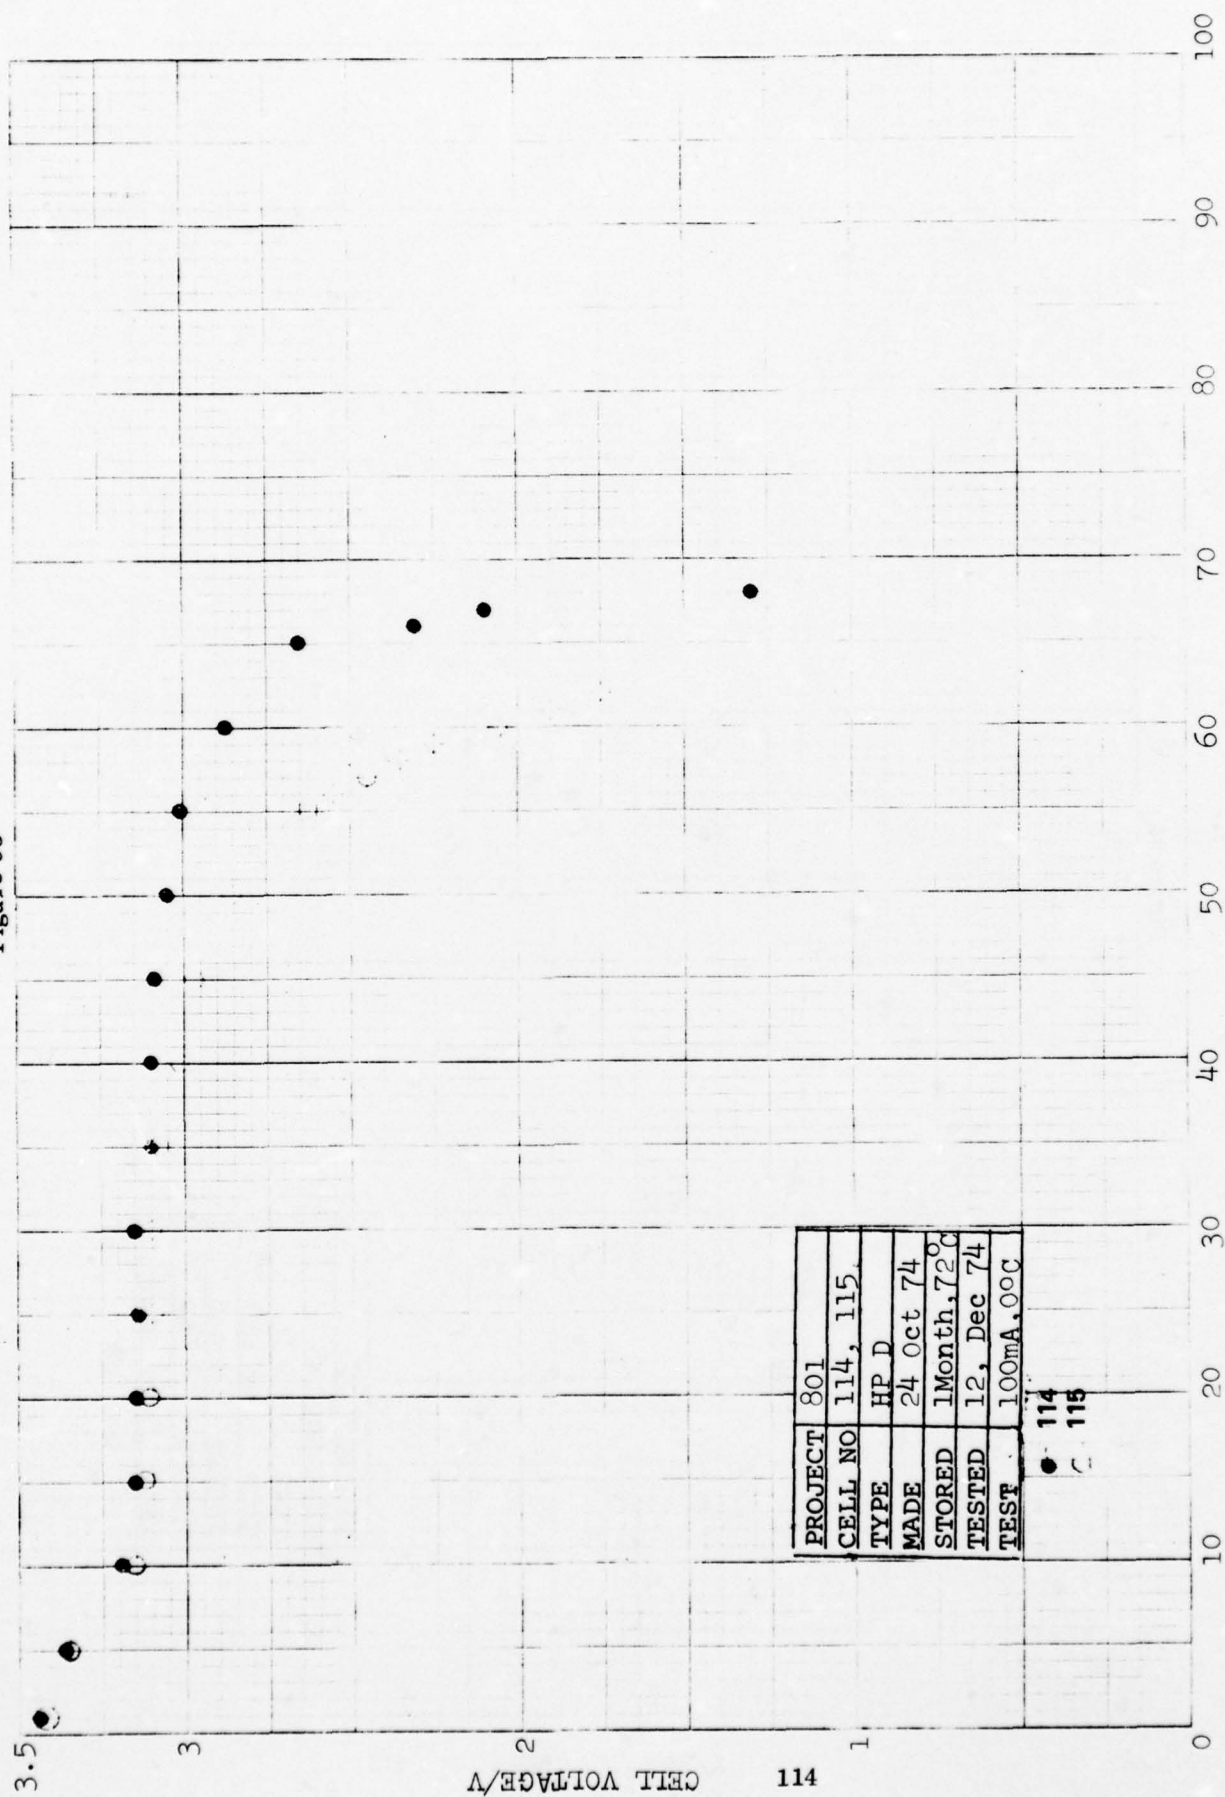 3.5
3
2
1
0
CELL VOLTAGE/V
10
20
30
40
50
60
70
80
90
100
PROJECT 801
CELL NO 114, 115
TYPE HP D
MADE 24 Oct 74
STORED 1Month,72°C
TESTED 12, Dec 74
TEST 100mA,0°C
114
115
114